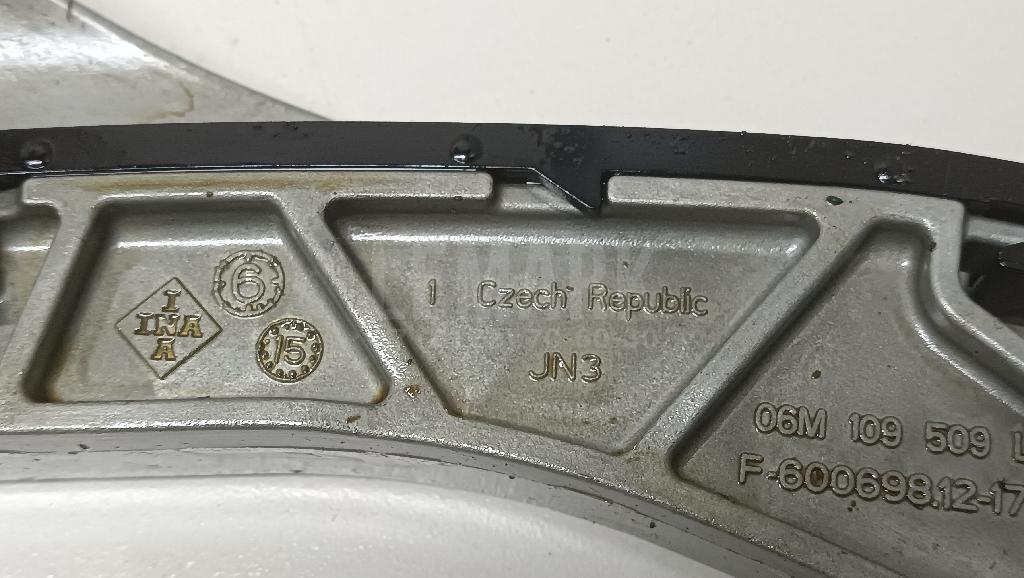 I
INA
A
6
15
1 Czech Republic
JN3
06M 109 509 L
F-600698.12-17